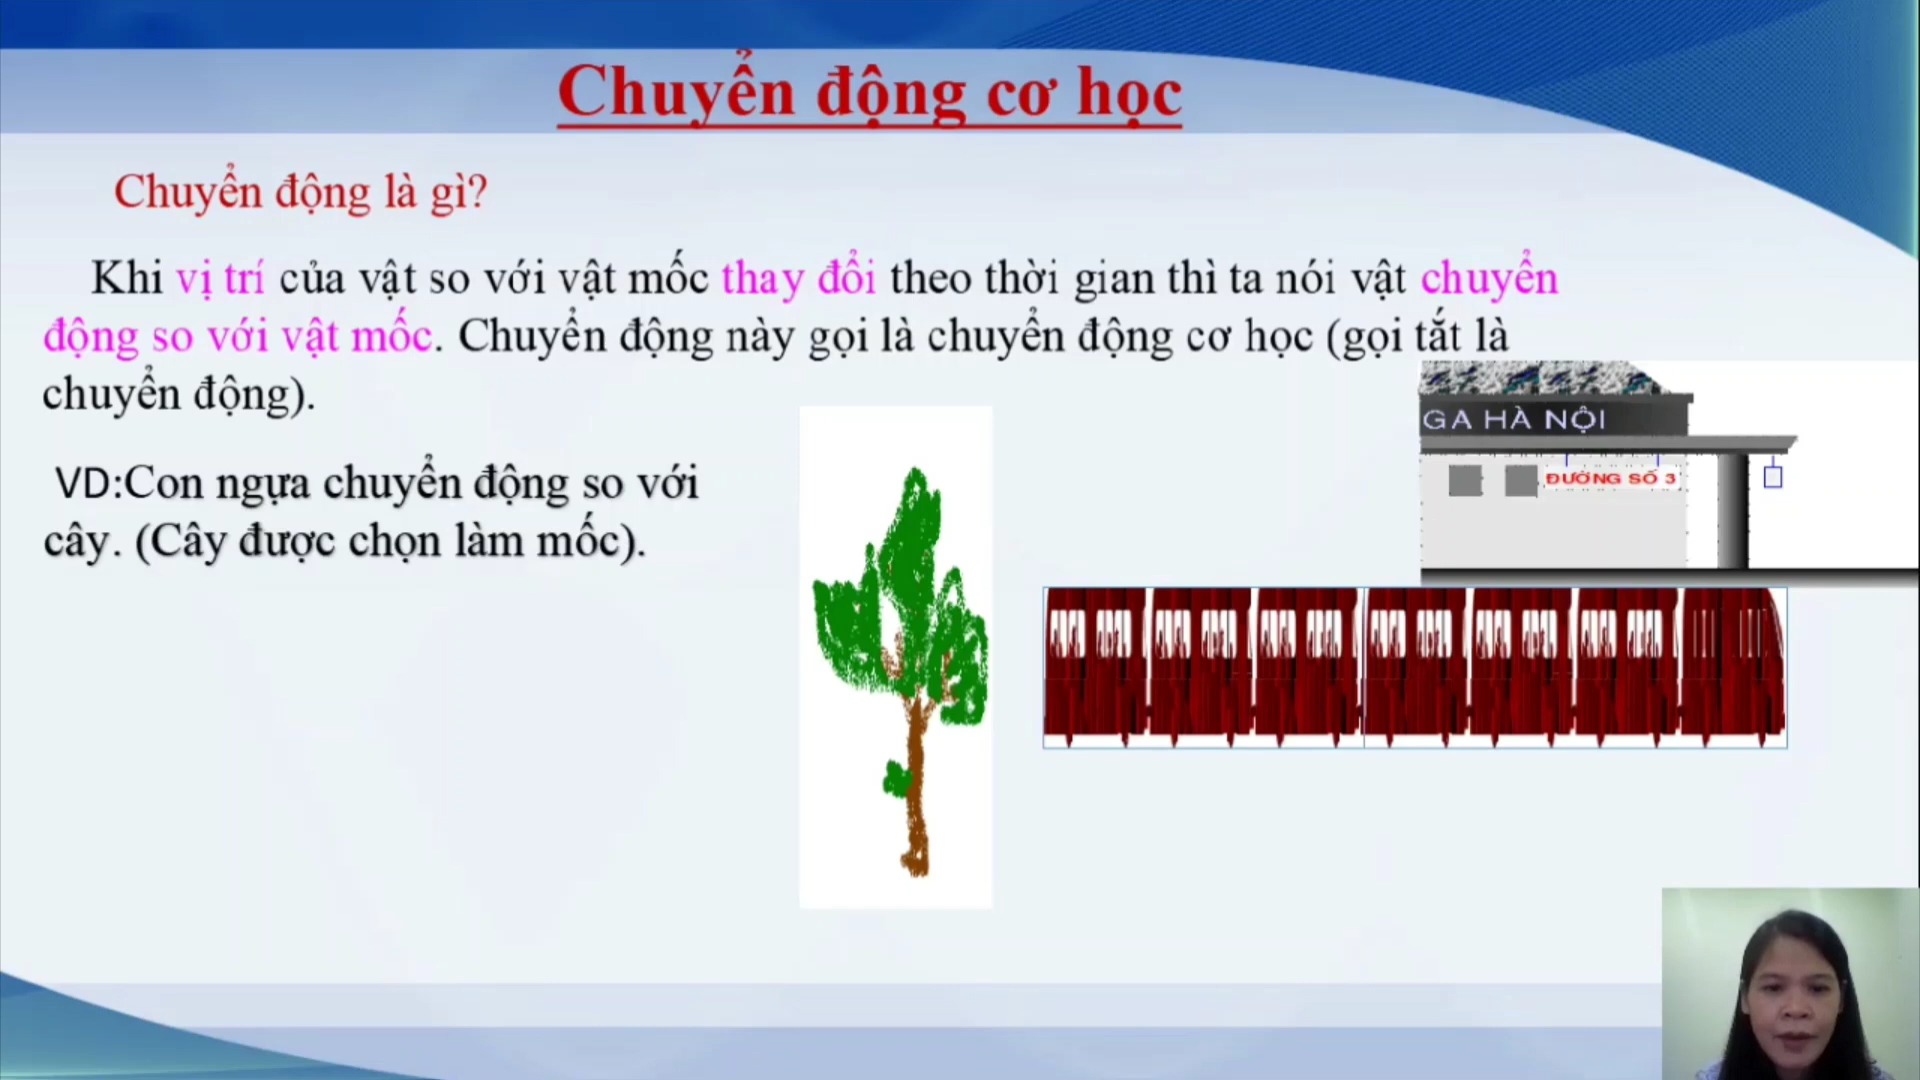 Chuyển động cơ học
Chuyển động là gì?
Khi vị trí của vật so với vật mốc thay đổi theo thời gian thì ta nói vật chuyển
động so với vật mốc. Chuyển động này gọi là chuyển động cơ học (gọi tắt là
chuyển động).
GA HÀ NỘI
ĐƯỜNG SỐ 3
VD:Con ngựa chuyển động so với
cây. (Cây được chọn làm mốc).